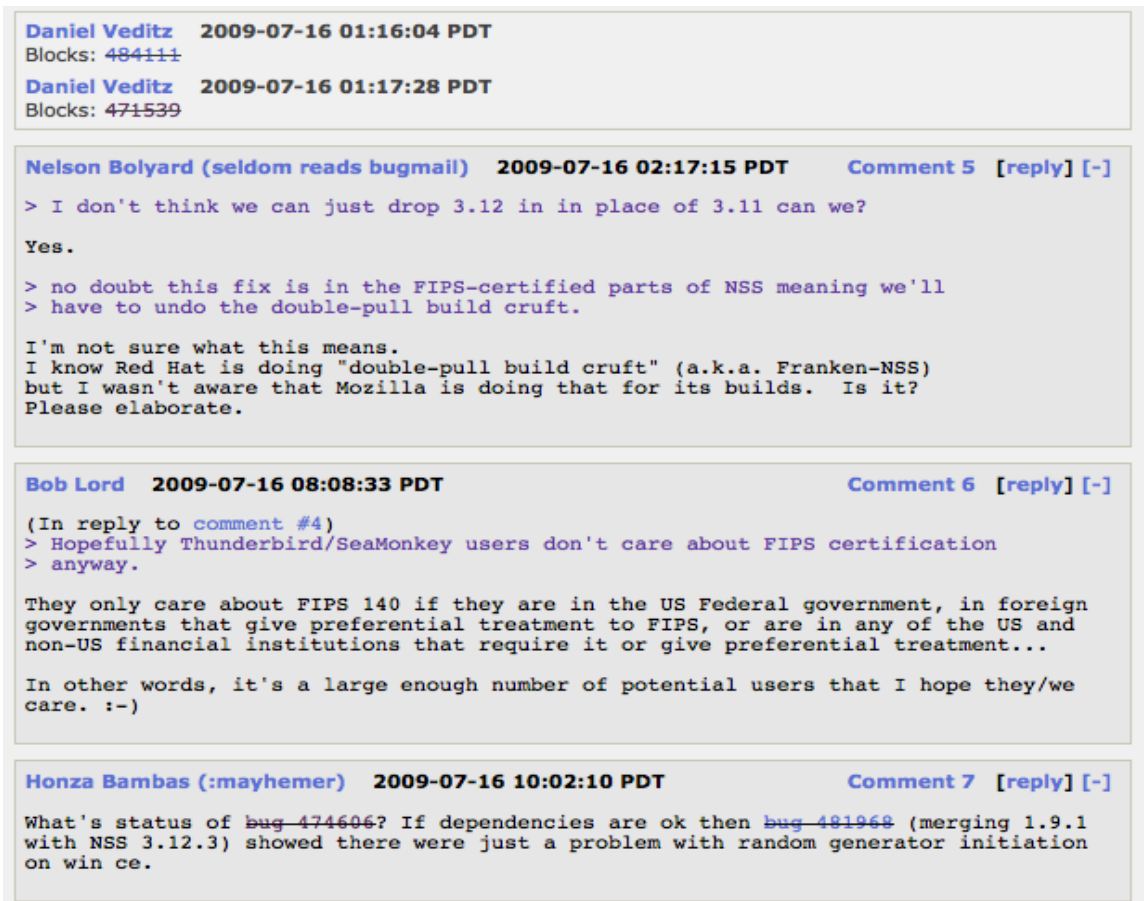 Daniel Veditz 2009-07-16 01:16:04 PDT
Blocks: 484111
Daniel Veditz 2009-07-16 01:17:28 PDT
Blocks: 471539
Nelson Bolyard (seldom reads bugmail) 2009-07-16 02:17:15 PDT Comment 5 [reply] [-]
> I don't think we can just drop 3.12 in in place of 3.11 can we?
Yes.
> no doubt this fix is in the FIPS-certified parts of NSS meaning we'll
> have to undo the double-pull build cruft.
I'm not sure what this means.
I know Red Hat is doing "double-pull build cruft" (a.k.a. Franken-NSS)
but I wasn't aware that Mozilla is doing that for its builds.  Is it?
Please elaborate.
Bob Lord 2009-07-16 08:08:33 PDT Comment 6 [reply] [-]
(In reply to comment #4)
> Hopefully Thunderbird/SeaMonkey users don't care about FIPS certification
> anyway.
They only care about FIPS 140 if they are in the US Federal government, in foreign
governments that give preferential treatment to FIPS, or are in any of the US and
non-US financial institutions that require it or give preferential treatment...
In other words, it's a large enough number of potential users that I hope they/we
care. :-)
Honza Bambas (:mayhemer) 2009-07-16 10:02:10 PDT Comment 7 [reply] [-]
What's status of bug 474606? If dependencies are ok then bug 481968 (merging 1.9.1
with NSS 3.12.3) showed there were just a problem with random generator initiation
on win ce.